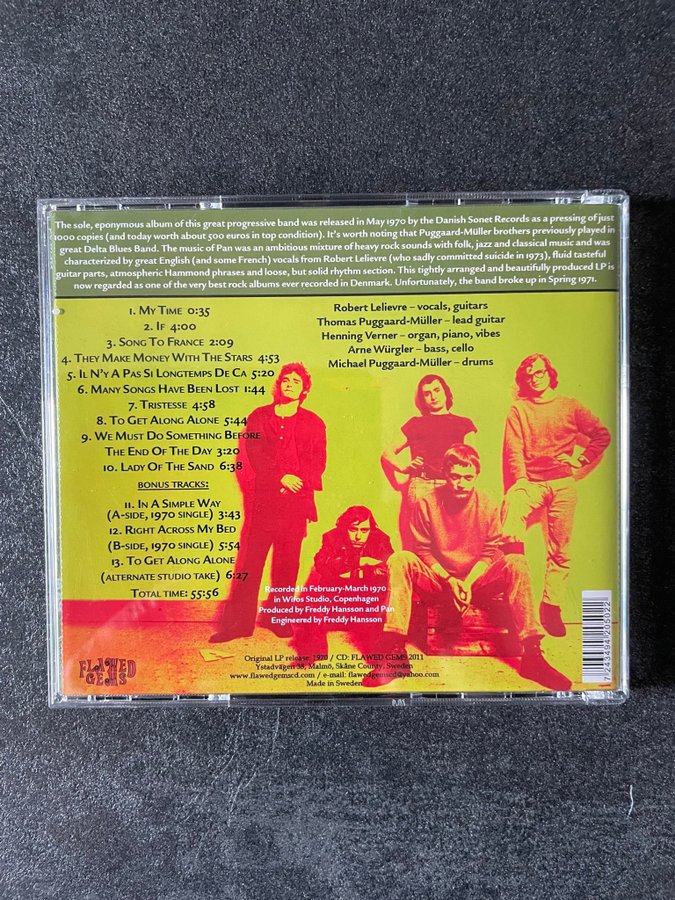 The sole, eponymous album of this great progressive band was released in May 1970 by the Danish Sonet Records as a pressing of just
1000 copies (and today worth about 500 euros in top condition). It's worth noting that Puggaard-Müller brothers previously played in
great Delta Blues Band. The music of Pan was an ambitious mixture of heavy rock sounds with folk, jazz and classical music and was
characterized by great English (and some French) vocals from Robert Lelievre (who sadly committed suicide in 1973), fluid tasteful
guitar parts, atmospheric Hammond phrases and loose, but solid rhythm section. This tightly arranged and beautifully produced LP is
now regarded as one of the very best rock albums ever recorded in Denmark. Unfortunately, the band broke up in Spring 1971.
1. My Time 0:35
2. If 4:00
3. Song To France 2:09
4. They Make Money With The Stars 4:53
5. Il N'y A Pas Si Longtemps De Ca 5:20
6. Many Songs Have Been Lost 1:44
7. Tristesse 4:58
8. To Get Along Alone 5:44
9. We Must Do Something Before
The End Of The Day 3:20
10. Lady Of The Sand 6:38
Bonus Tracks:
11. In A Simple Way
(A-side, 1970 single) 3:43
12. Right Across My Bed
(B-side, 1970 single) 5:54
13. To Get Along Alone
(alternate studio take) 6:27
Total time: 55:56
Robert Lelievre – vocals, guitars
Thomas Puggaard-Müller – lead guitar
Henning Verner – organ, piano, vibes
Arne Würgler – bass, cello
Michael Puggaard-Müller – drums
Recorded in February-March 1970
in Wifos Studio, Copenhagen
Produced by Freddy Hansson and Pan
Engineered by Freddy Hansson
FLAWED
GEMS
Original LP release: 1970 / CD: FLAWED GEMS 2011
Ystadvägen 38, Malmö, Skåne County, Sweden
www.flawedgemscd.com / e-mail: flawedgemscd@yahoo.com
Made in Sweden
7 243494 205022